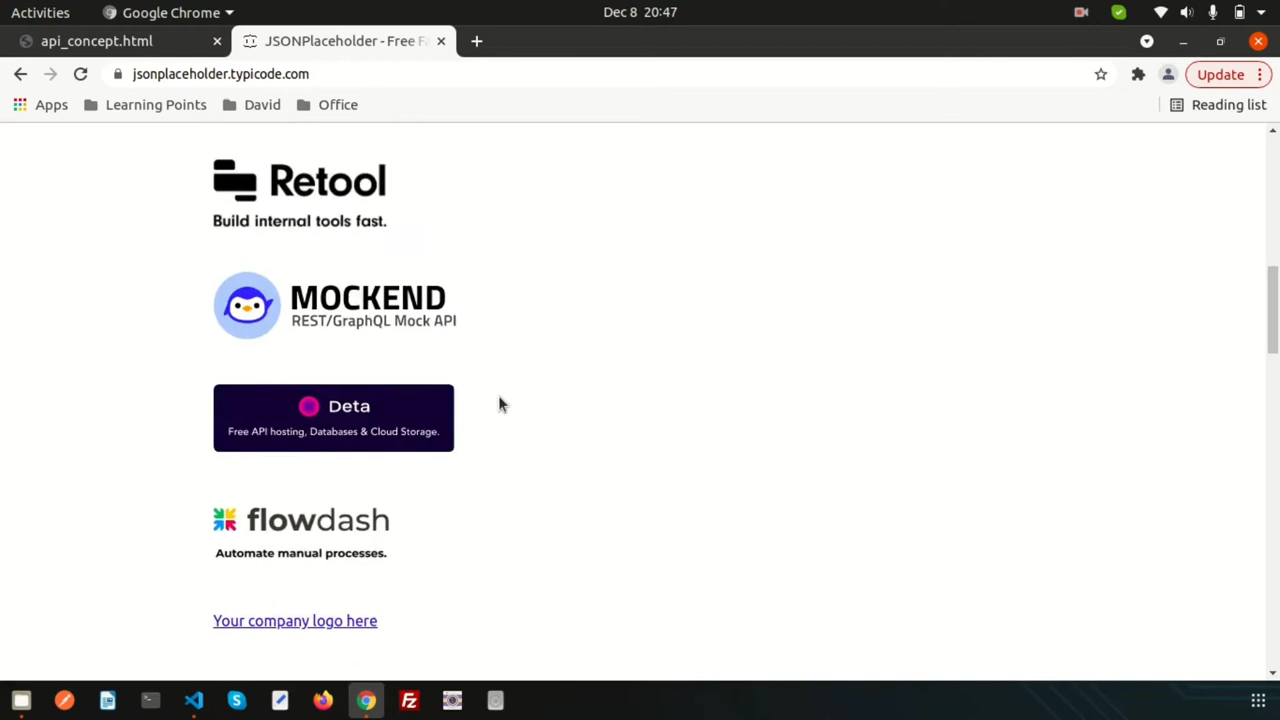 Activities
Google Chrome
Dec 8 20:47
api_concept.html
JSONPlaceholder - Free Fa
jsonplaceholder.typicode.com
Update
Apps
Learning Points
David
Office
Reading list
Retool
Build internal tools fast.
MOCKEND
REST/GraphQL Mock API
Deta
Free API hosting, Databases & Cloud Storage.
flowdash
Automate manual processes.
Your company logo here
FZ